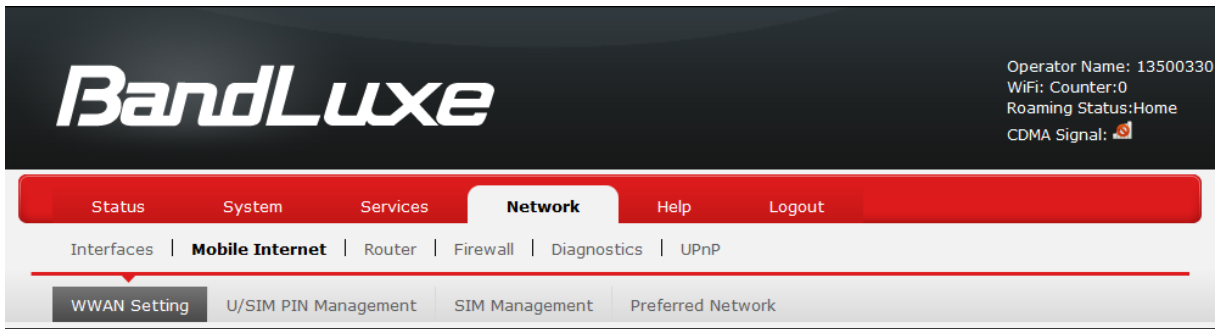 BandLuxe
Operator Name: 13500330
WiFi: Counter:0
Roaming Status:Home
CDMA Signal:
Status System Services Network Help Logout
Interfaces | Mobile Internet | Router | Firewall | Diagnostics | UPnP
WWAN Setting U/SIM PIN Management SIM Management Preferred Network